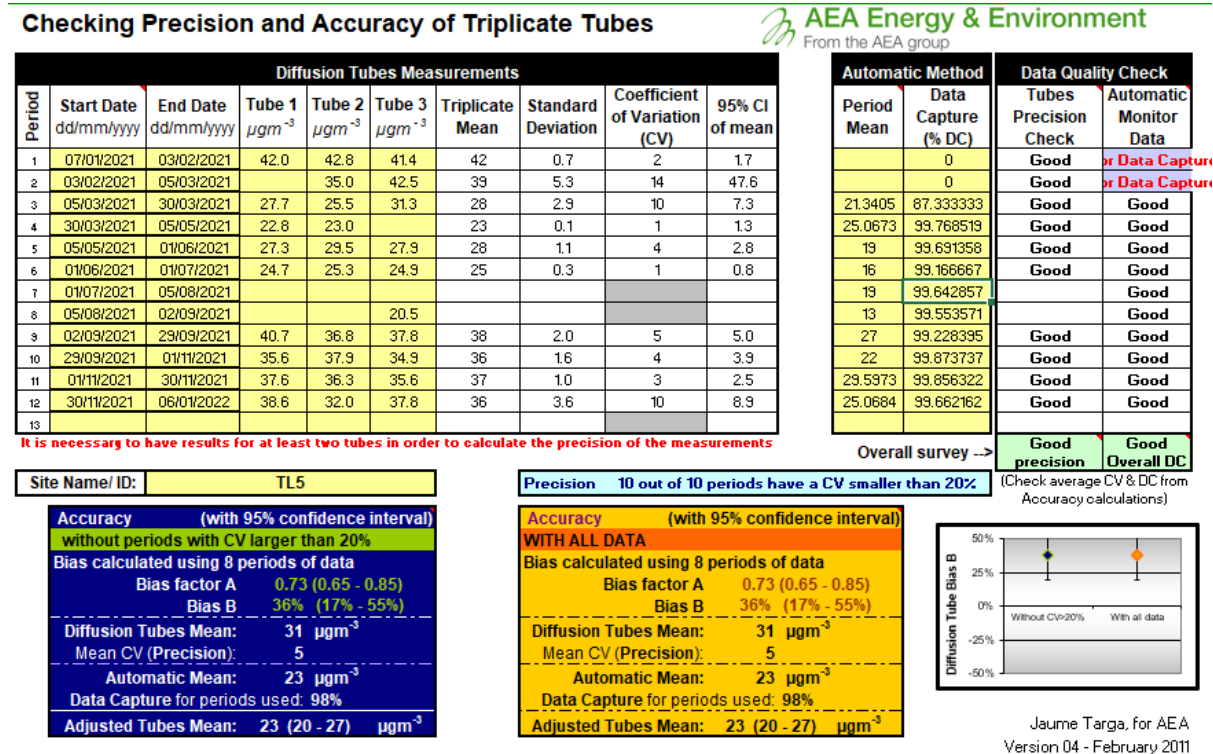 Checking Precision and Accuracy of Triplicate Tubes
AEA Energy & Environment
From the AEA group
Diffusion Tubes Measurements
Period Start Date dd/mm/yyyy End Date dd/mm/yyyy Tube 1 µgm-3 Tube 2 µgm-3 Tube 3 µgm-3 Triplicate Mean Standard Deviation Coefficient of Variation (CV) 95% CI of mean
Automatic Method Data Quality Check
Period Mean Data Capture (% DC) Tubes Precision Check Automatic Monitor Data
1 07/01/2021 03/02/2021 42.0 42.8 41.4 42 0.7 2 1.7 0 Good or Data Capture
2 03/02/2021 05/03/2021 35.0 42.5 39 5.3 14 47.6 0 Good or Data Capture
3 05/03/2021 30/03/2021 27.7 25.5 31.3 28 2.9 10 7.3 21.3405 87.333333 Good Good
4 30/03/2021 05/05/2021 22.8 23.0 23 0.1 1 1.3 25.0673 99.768519 Good Good
5 05/05/2021 01/06/2021 27.3 29.5 27.9 28 1.1 4 2.8 19 99.691358 Good Good
6 01/06/2021 01/07/2021 24.7 25.3 24.9 25 0.3 1 0.8 16 99.166667 Good Good
7 01/07/2021 05/08/2021 19 99.642857 Good
8 05/08/2021 02/09/2021 20.5 13 99.553571 Good
9 02/09/2021 29/09/2021 40.7 36.8 37.8 38 2.0 5 5.0 27 99.228395 Good Good
10 29/09/2021 01/11/2021 35.6 37.9 34.9 36 1.6 4 3.9 22 99.873737 Good Good
11 01/11/2021 30/11/2021 37.6 36.3 35.6 37 1.0 3 2.5 29.5973 99.856322 Good Good
12 30/11/2021 06/01/2022 38.6 32.0 37.8 36 3.6 10 8.9 25.0684 99.662162 Good Good
13
It is necessary to have results for at least two tubes in order to calculate the precision of the measurements
Overall survey --> Good precision Good Overall DC
Site Name/ ID: TL5
Precision 10 out of 10 periods have a CV smaller than 20%
(Check average CV & DC from Accuracy calculations)
Accuracy (with 95% confidence interval)
without periods with CV larger than 20%
Bias calculated using 8 periods of data
Bias factor A 0.73 (0.65 - 0.85)
Bias B 36% (17% - 55%)
Diffusion Tubes Mean: 31 µgm-3
Mean CV (Precision): 5
Automatic Mean: 23 µgm-3
Data Capture for periods used: 98%
Adjusted Tubes Mean: 23 (20 - 27) µgm-3
Accuracy (with 95% confidence interval)
WITH ALL DATA
Bias calculated using 8 periods of data
Bias factor A 0.73 (0.65 - 0.85)
Bias B 36% (17% - 55%)
Diffusion Tubes Mean: 31 µgm-3
Mean CV (Precision): 5
Automatic Mean: 23 µgm-3
Data Capture for periods used: 98%
Adjusted Tubes Mean: 23 (20 - 27) µgm-3
Diffusion Tube Bias B
50%
25%
0%
-25%
-50%
Without CV>20% With all data
Jaume Targa, for AEA
Version 04 - February 2011